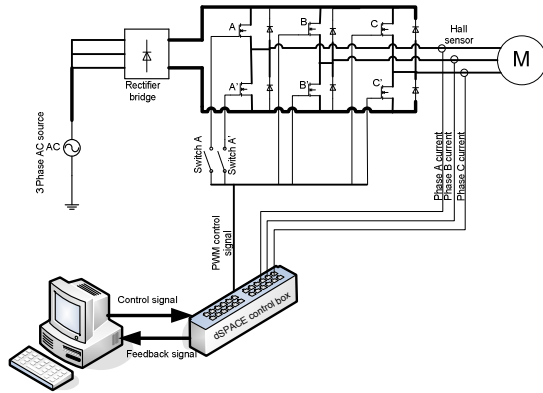 A
B
C
Hall
sensor
M
Rectifier
bridge
A'
B'
C'
3 Phase AC source
AC
Switch A
Switch A'
Phase A current
Phase B current
Phase C current
PWM control
signal
Control signal
dSPACE control box
Feedback signal